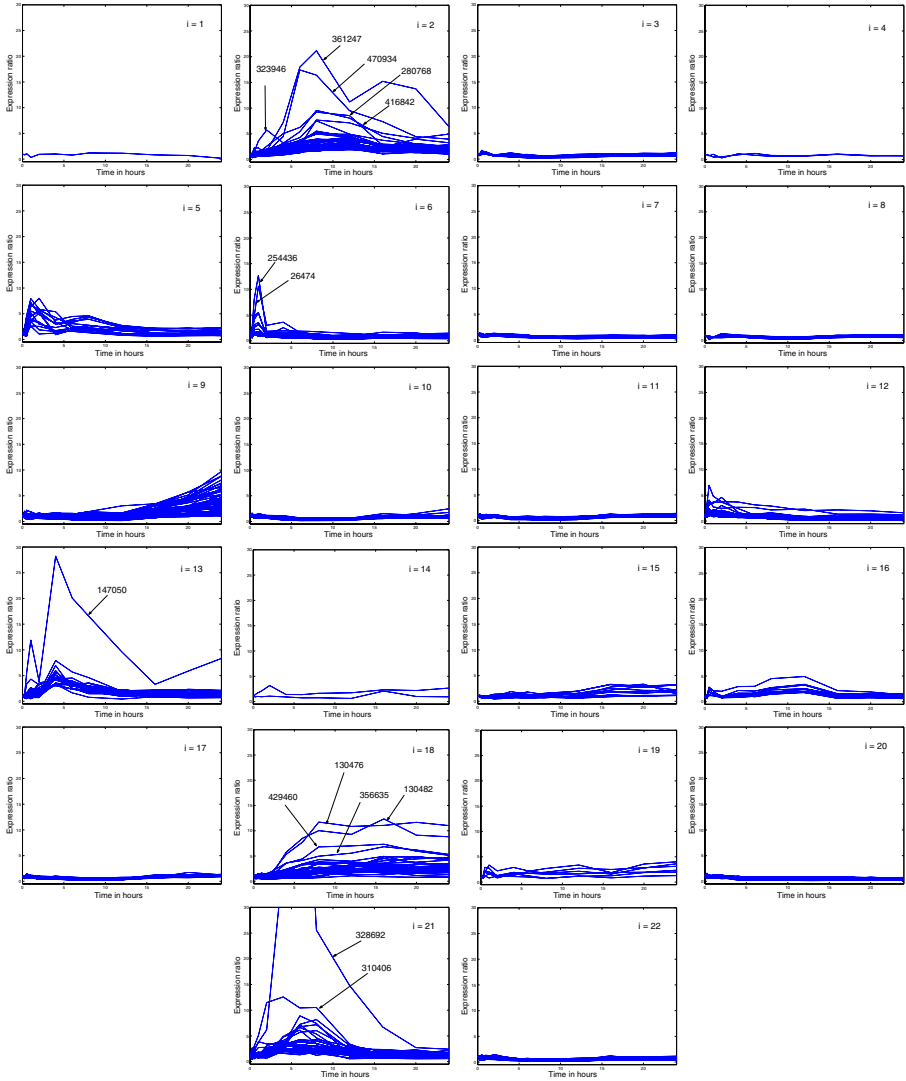 i = 1
Expression ratio
Time in hours
i = 2
361247
470934
323946
280768
416842
Expression ratio
Time in hours
i = 3
Expression ratio
Time in hours
i = 4
Expression ratio
Time in hours
i = 5
Expression ratio
Time in hours
i = 6
254436
26474
Expression ratio
Time in hours
i = 7
Expression ratio
Time in hours
i = 8
Expression ratio
Time in hours
i = 9
Expression ratio
Time in hours
i = 10
Expression ratio
Time in hours
i = 11
Expression ratio
Time in hours
i = 12
Expression ratio
Time in hours
i = 13
147050
Expression ratio
Time in hours
i = 14
Expression ratio
Time in hours
i = 15
Expression ratio
Time in hours
i = 16
Expression ratio
Time in hours
i = 17
Expression ratio
Time in hours
i = 18
130476
130482
356635
429460
Expression ratio
Time in hours
i = 19
Expression ratio
Time in hours
i = 20
Expression ratio
Time in hours
i = 21
328692
310406
Expression ratio
Time in hours
i = 22
Expression ratio
Time in hours